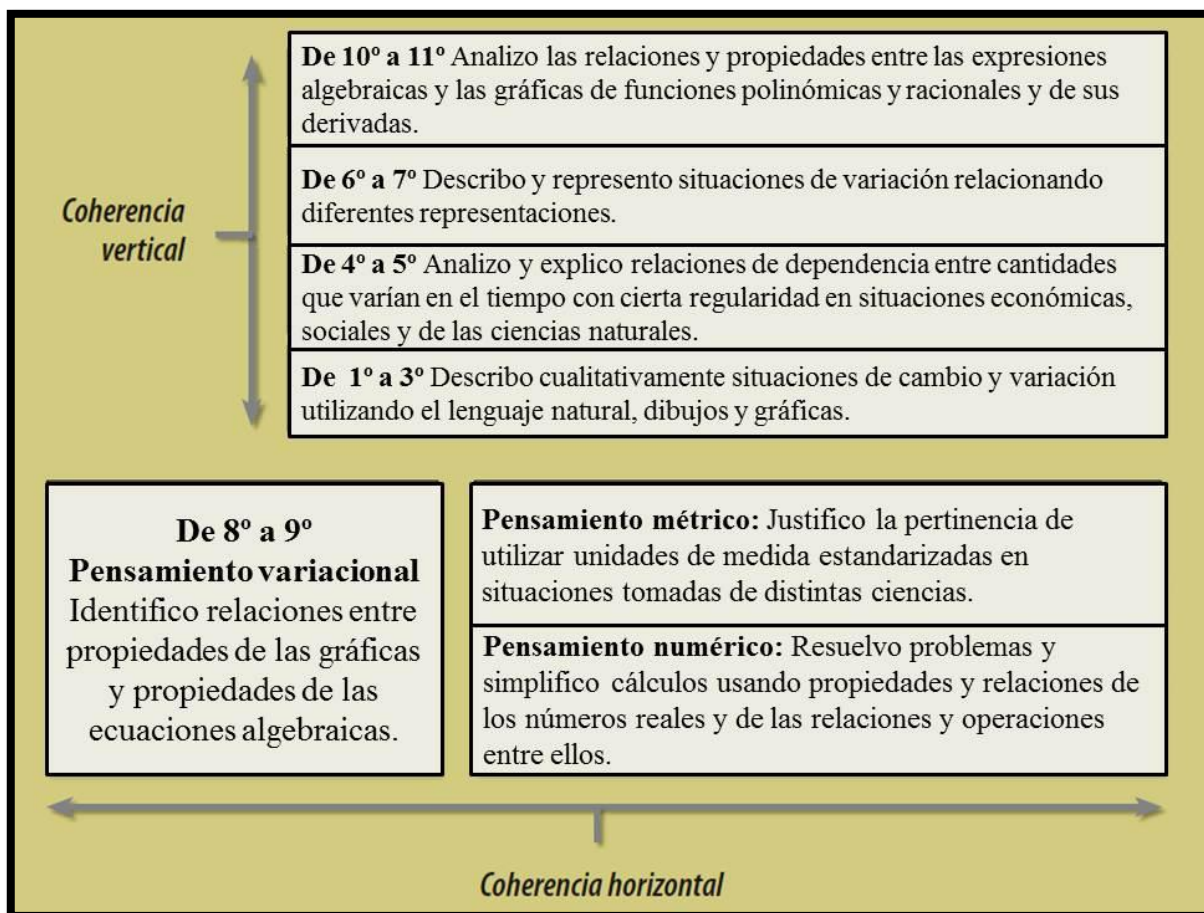 De 10º a 11º Analizo las relaciones y propiedades entre las expresiones
algebraicas y las gráficas de funciones polinómicas y racionales y de sus
derivadas.
Coherencia
vertical
De 6º a 7º Describo y represento situaciones de variación relacionando
diferentes representaciones.
De 4º a 5º Analizo y explico relaciones de dependencia entre cantidades
que varían en el tiempo con cierta regularidad en situaciones económicas,
sociales y de las ciencias naturales.
De 1º a 3º Describo cualitativamente situaciones de cambio y variación
utilizando el lenguaje natural, dibujos y gráficas.
De 8º a 9º
Pensamiento variacional
Identifico relaciones entre
propiedades de las gráficas
y propiedades de las
ecuaciones algebraicas.
Pensamiento métrico: Justifico la pertinencia de
utilizar unidades de medida estandarizadas en
situaciones tomadas de distintas ciencias.
Pensamiento numérico: Resuelvo problemas y
simplifico cálculos usando propiedades y relaciones de
los números reales y de las relaciones y operaciones
entre ellos.
Coherencia horizontal